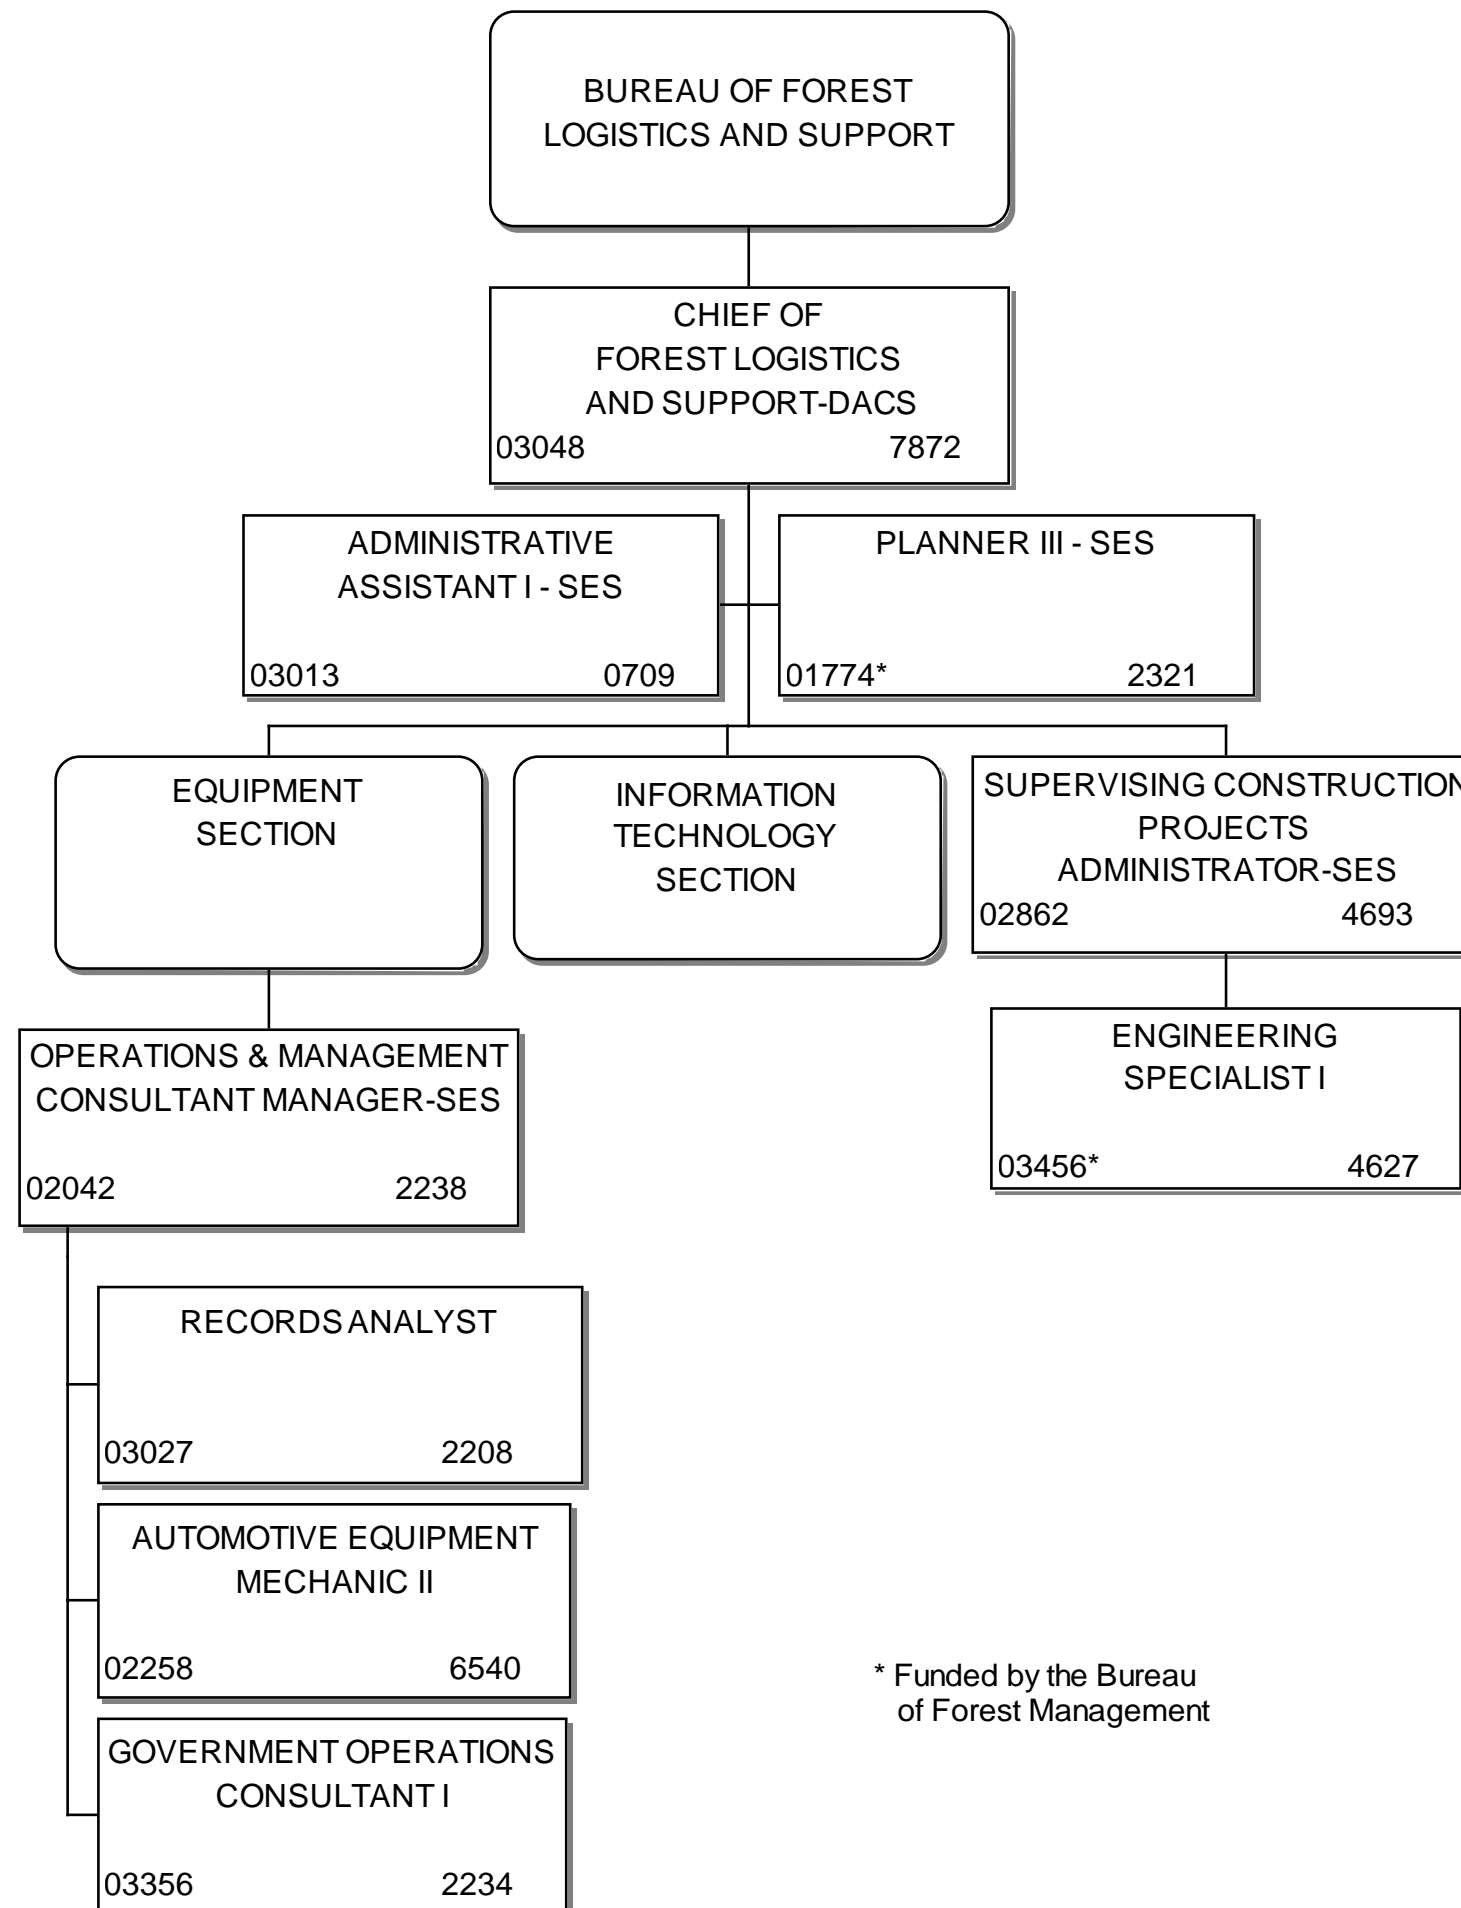 BUREAU OF FOREST
LOGISTICS AND SUPPORT
CHIEF OF
FOREST LOGISTICS
AND SUPPORT-DACS
03048 7872
ADMINISTRATIVE
ASSISTANT I - SES
03013 0709
PLANNER III - SES
01774* 2321
EQUIPMENT
SECTION
INFORMATION
TECHNOLOGY
SECTION
SUPERVISING CONSTRUCTION
PROJECTS
ADMINISTRATOR-SES
02862 4693
OPERATIONS & MANAGEMENT
CONSULTANT MANAGER-SES
02042 2238
ENGINEERING
SPECIALIST I
03456* 4627
RECORDS ANALYST
03027 2208
AUTOMOTIVE EQUIPMENT
MECHANIC II
02258 6540
GOVERNMENT OPERATIONS
CONSULTANT I
03356 2234
* Funded by the Bureau
of Forest Management